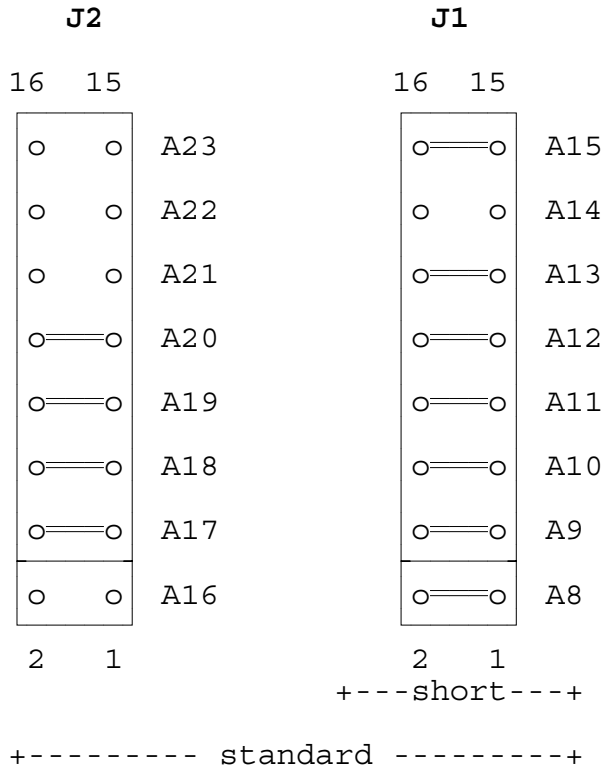 J2 J1
16 15 16 15
o o A23 o====o A15
o o A22 o o A14
o o A21 o====o A13
o====o A20 o====o A12
o====o A19 o====o A11
o====o A18 o====o A10
o====o A17 o====o A9
o o A16 o====o A8
2 1 2 1
+---short---+
+--------- standard ---------+